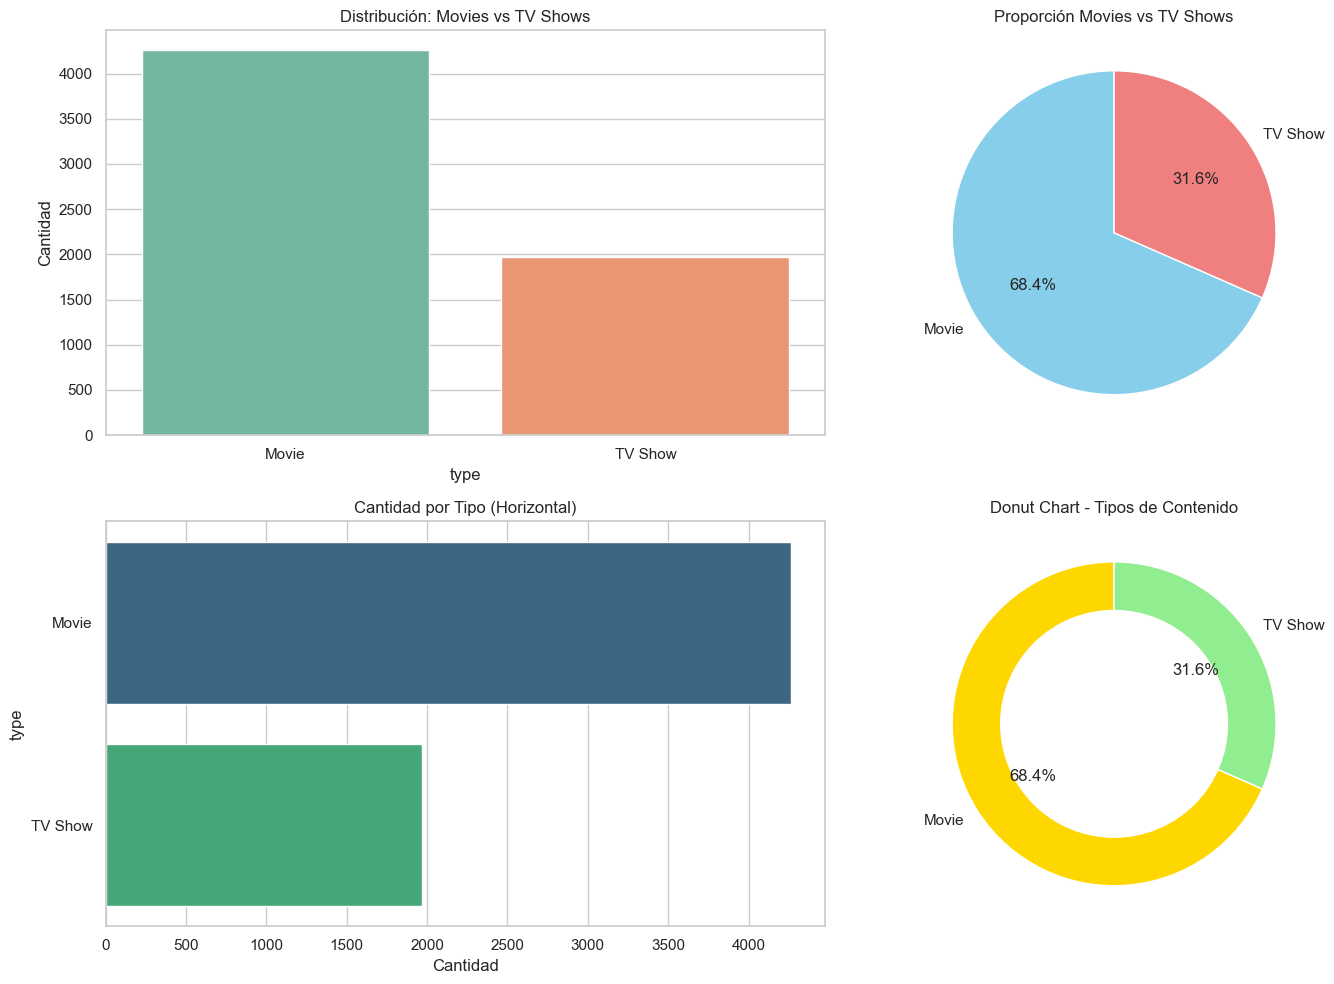 Distribución: Movies vs TV Shows
Cantidad
4000
3500
3000
2500
2000
1500
1000
500
0
Movie
TV Show
type
Proporción Movies vs TV Shows
TV Show
31.6%
68.4%
Movie
Cantidad por Tipo (Horizontal)
type
Movie
TV Show
0
500
1000
1500
2000
2500
3000
3500
4000
Cantidad
Donut Chart - Tipos de Contenido
TV Show
31.6%
68.4%
Movie